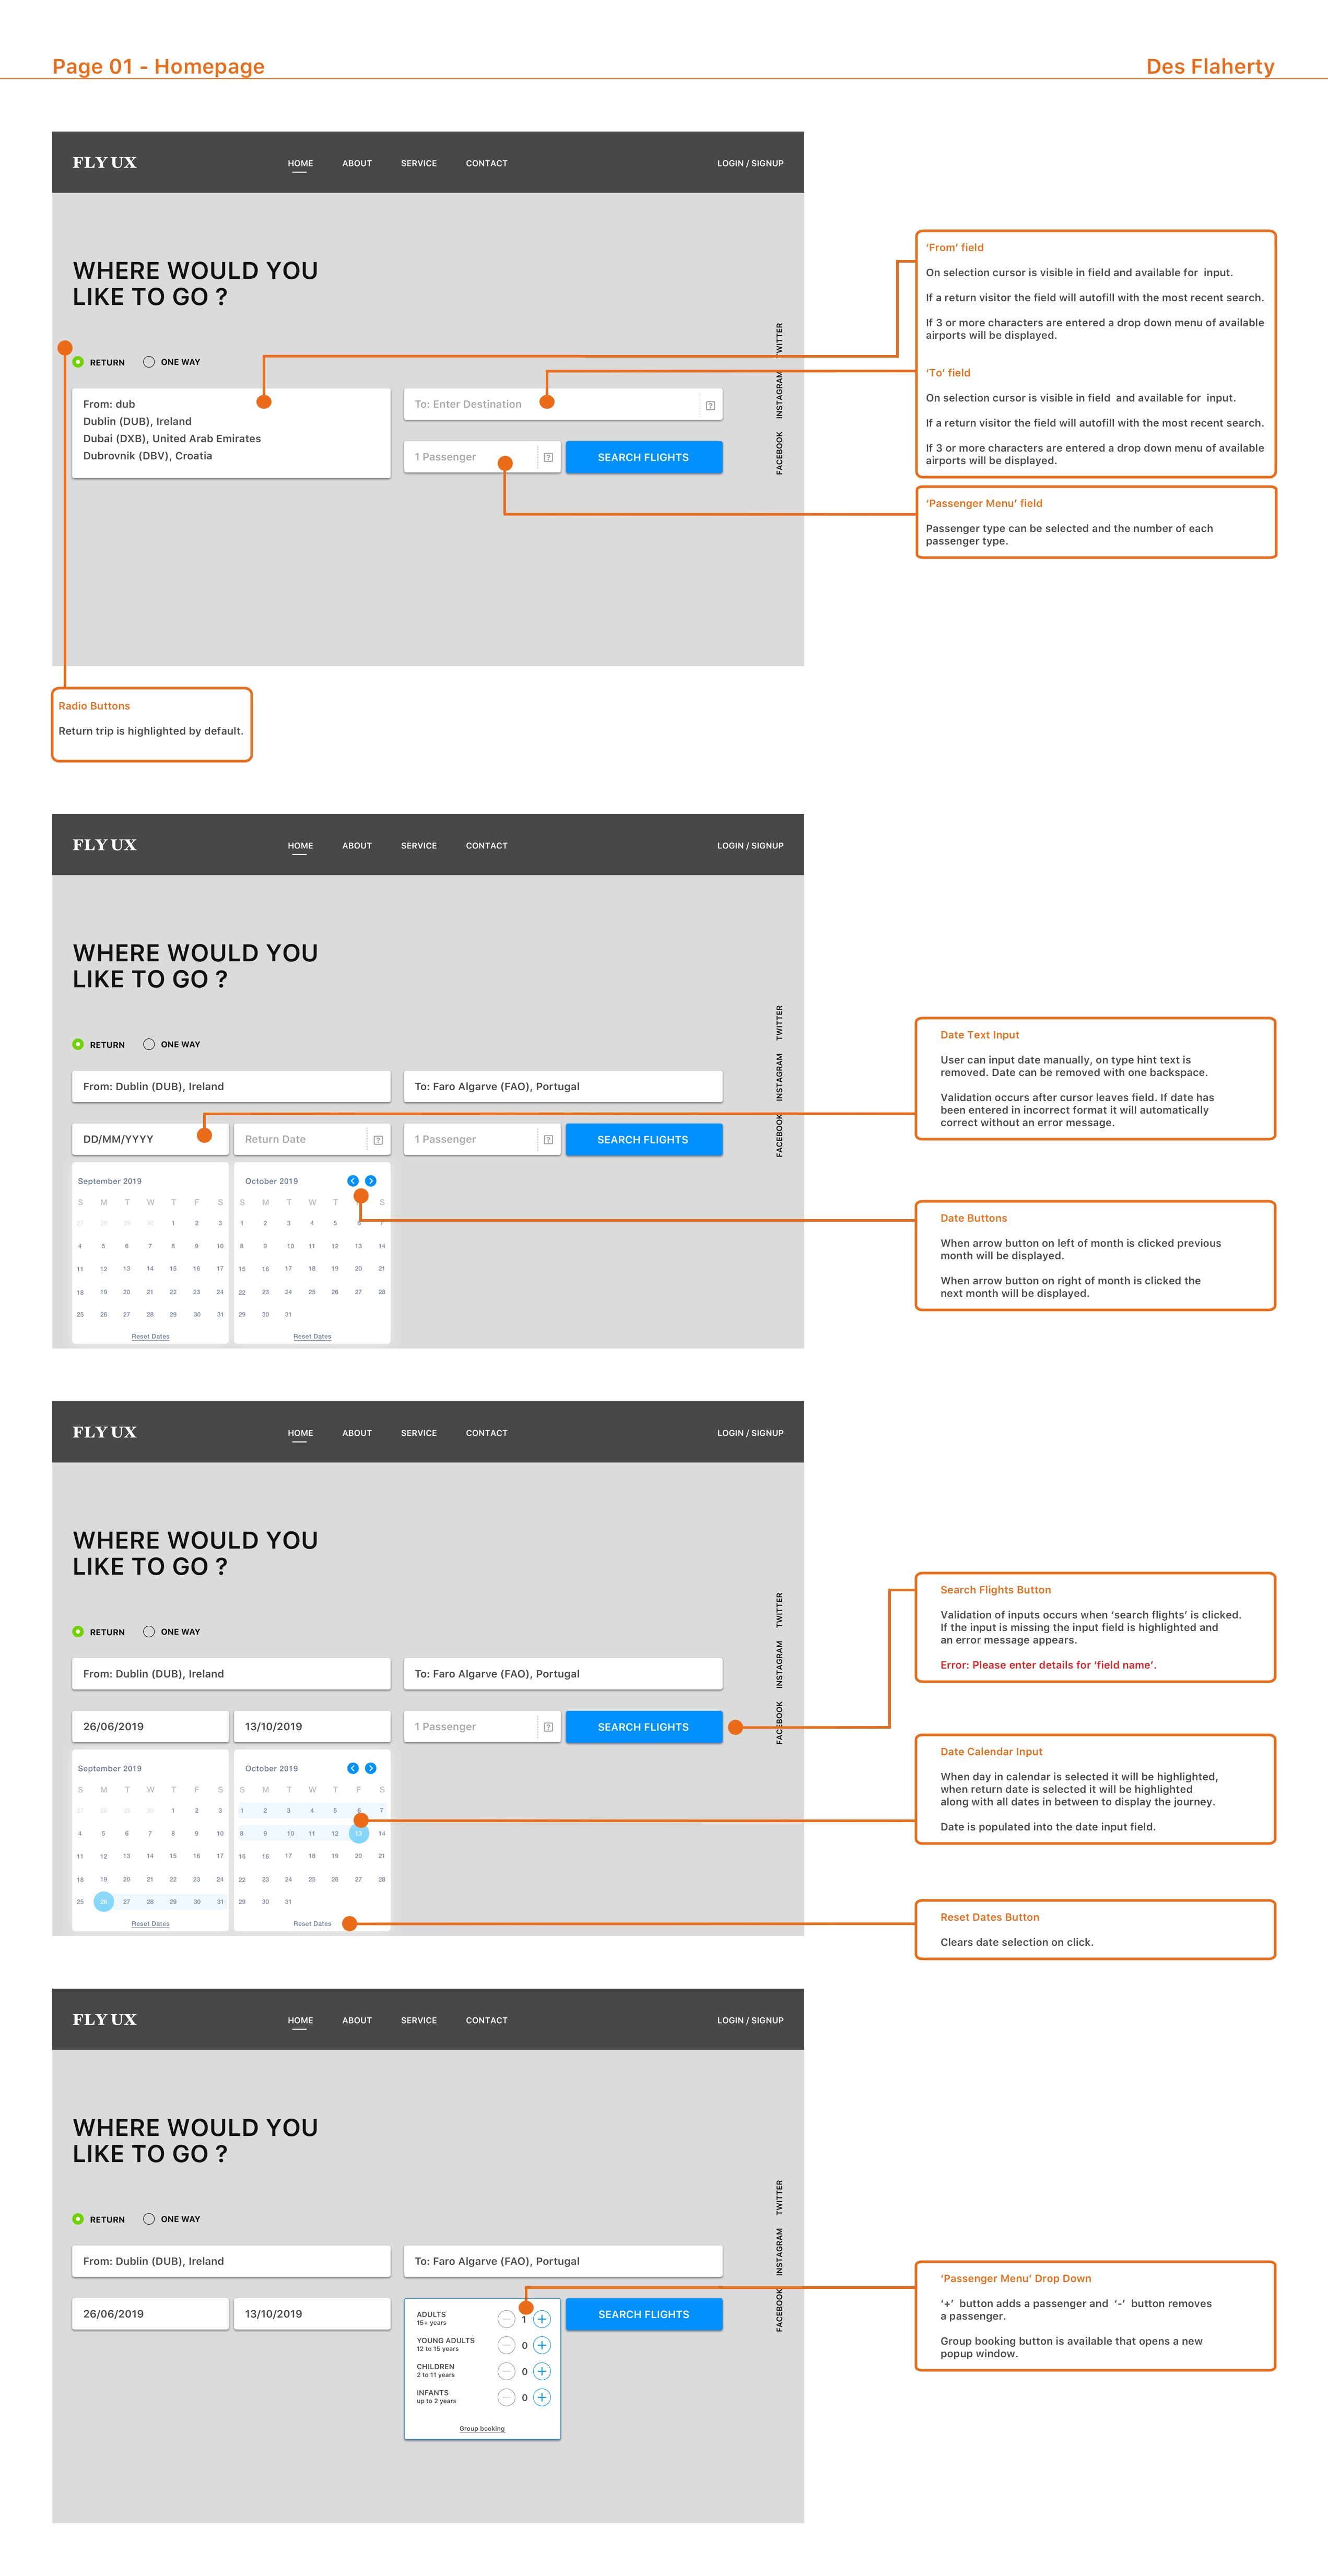 Page 01 - Homepage
Des Flaherty
FLY UX
HOME ABOUT SERVICE CONTACT
LOGIN / SIGNUP
WHERE WOULD YOU
LIKE TO GO ?
RETURN ONE WAY
From: dub
Dublin (DUB), Ireland
Dubai (DXB), United Arab Emirates
Dubrovnik (DBV), Croatia
To: Enter Destination ?
1 Passenger ?
SEARCH FLIGHTS
TWITTER
INSTAGRAM
FACEBOOK
‘From’ field
On selection cursor is visible in field and available for input.
If a return visitor the field will autofill with the most recent search.
If 3 or more characters are entered a drop down menu of available
airports will be displayed.
‘To’ field
On selection cursor is visible in field and available for input.
If a return visitor the field will autofill with the most recent search.
If 3 or more characters are entered a drop down menu of available
airports will be displayed.
‘Passenger Menu’ field
Passenger type can be selected and the number of each
passenger type.
Radio Buttons
Return trip is highlighted by default.
FLY UX
HOME ABOUT SERVICE CONTACT
LOGIN / SIGNUP
WHERE WOULD YOU
LIKE TO GO ?
RETURN ONE WAY
From: Dublin (DUB), Ireland
To: Faro Algarve (FAO), Portugal
DD/MM/YYYY
Return Date ?
1 Passenger ?
SEARCH FLIGHTS
TWITTER
INSTAGRAM
FACEBOOK
September 2019
S M T W T F S
27 28 29 30 1 2 3
4 5 6 7 8 9 10
11 12 13 14 15 16 17
18 19 20 21 22 23 24
25 26 27 28 29 30 31
Reset Dates
October 2019
S M T W T S
1 2 3 4 5 6 7
8 9 10 11 12 13 14
15 16 17 18 19 20 21
22 23 24 25 26 27 28
29 30 31
Reset Dates
Date Text Input
User can input date manually, on type hint text is
removed. Date can be removed with one backspace.
Validation occurs after cursor leaves field. If date has
been entered in incorrect format it will automatically
correct without an error message.
Date Buttons
When arrow button on left of month is clicked previous
month will be displayed.
When arrow button on right of month is clicked the
next month will be displayed.
FLY UX
HOME ABOUT SERVICE CONTACT
LOGIN / SIGNUP
WHERE WOULD YOU
LIKE TO GO ?
RETURN ONE WAY
From: Dublin (DUB), Ireland
To: Faro Algarve (FAO), Portugal
26/06/2019
13/10/2019
1 Passenger ?
SEARCH FLIGHTS
TWITTER
INSTAGRAM
FACEBOOK
September 2019
S M T W T F S
27 28 29 30 1 2 3
4 5 6 7 8 9 10
11 12 13 14 15 16 17
18 19 20 21 22 23 24
25 26 27 28 29 30 31
Reset Dates
October 2019
S M T W T F S
1 2 3 4 5 6 7
8 9 10 11 12 13 14
15 16 17 18 19 20 21
22 23 24 25 26 27 28
29 30 31
Reset Dates
Search Flights Button
Validation of inputs occurs when ‘search flights’ is clicked.
If the input is missing the input field is highlighted and
an error message appears.
Error: Please enter details for ‘field name’.
Date Calendar Input
When day in calendar is selected it will be highlighted,
when return date is selected it will be highlighted
along with all dates in between to display the journey.
Date is populated into the date input field.
Reset Dates Button
Clears date selection on click.
FLY UX
HOME ABOUT SERVICE CONTACT
LOGIN / SIGNUP
WHERE WOULD YOU
LIKE TO GO ?
RETURN ONE WAY
From: Dublin (DUB), Ireland
To: Faro Algarve (FAO), Portugal
26/06/2019
13/10/2019
ADULTS
15+ years
1
YOUNG ADULTS
12 to 15 years
0
CHILDREN
2 to 11 years
0
INFANTS
up to 2 years
0
Group booking
SEARCH FLIGHTS
TWITTER
INSTAGRAM
FACEBOOK
‘Passenger Menu’ Drop Down
‘+’ button adds a passenger and ‘-’ button removes
a passenger.
Group booking button is available that opens a new
popup window.